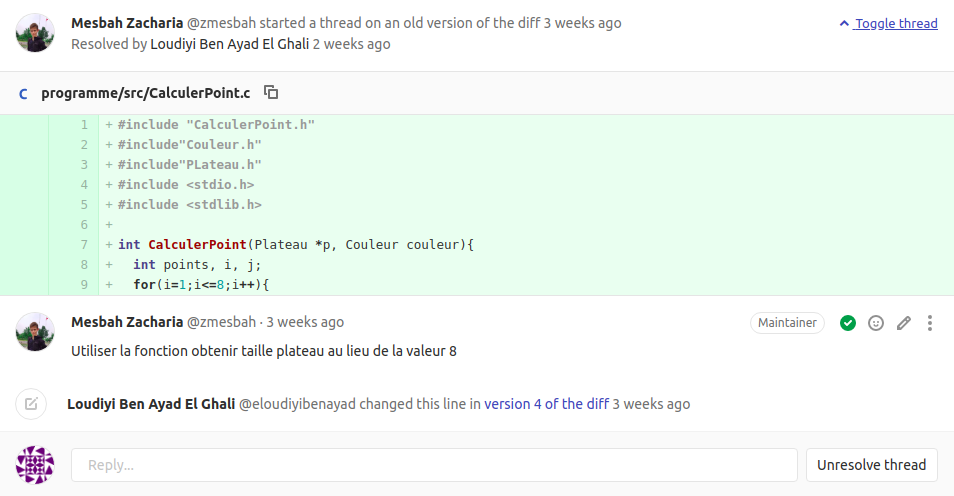 Mesbah Zacharia @zmesbah started a thread on an old version of the diff 3 weeks ago
Toggle thread
Resolved by Loudiyi Ben Ayad El Ghali 2 weeks ago
C programme/src/CalculerPoint.c
1 + #include "CalculerPoint.h"
2 + #include"Couleur.h"
3 + #include"PLateau.h"
4 + #include <stdio.h>
5 + #include <stdlib.h>
6 +
7 + int CalculerPoint(Plateau *p, Couleur couleur){
8 +   int points, i, j;
9 +   for(i=1;i<=8;i++){
Mesbah Zacharia @zmesbah · 3 weeks ago
Maintainer
Utiliser la fonction obtenir taille plateau au lieu de la valeur 8
Loudiyi Ben Ayad El Ghali @eloudiyibenayad changed this line in version 4 of the diff 3 weeks ago
Reply...
Unresolve thread